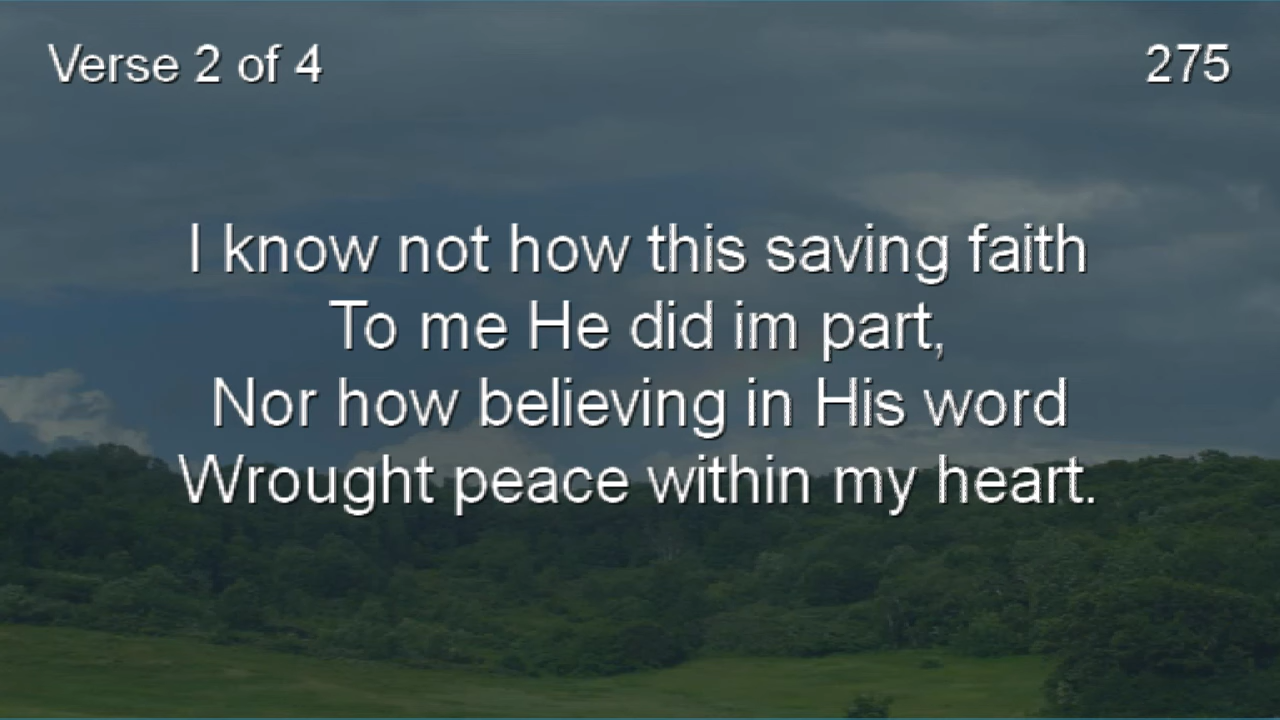 Verse 2 of 4
275
I know not how this saving faith
To me He did im part,
Nor how believing in His word
Wrought peace within my heart.